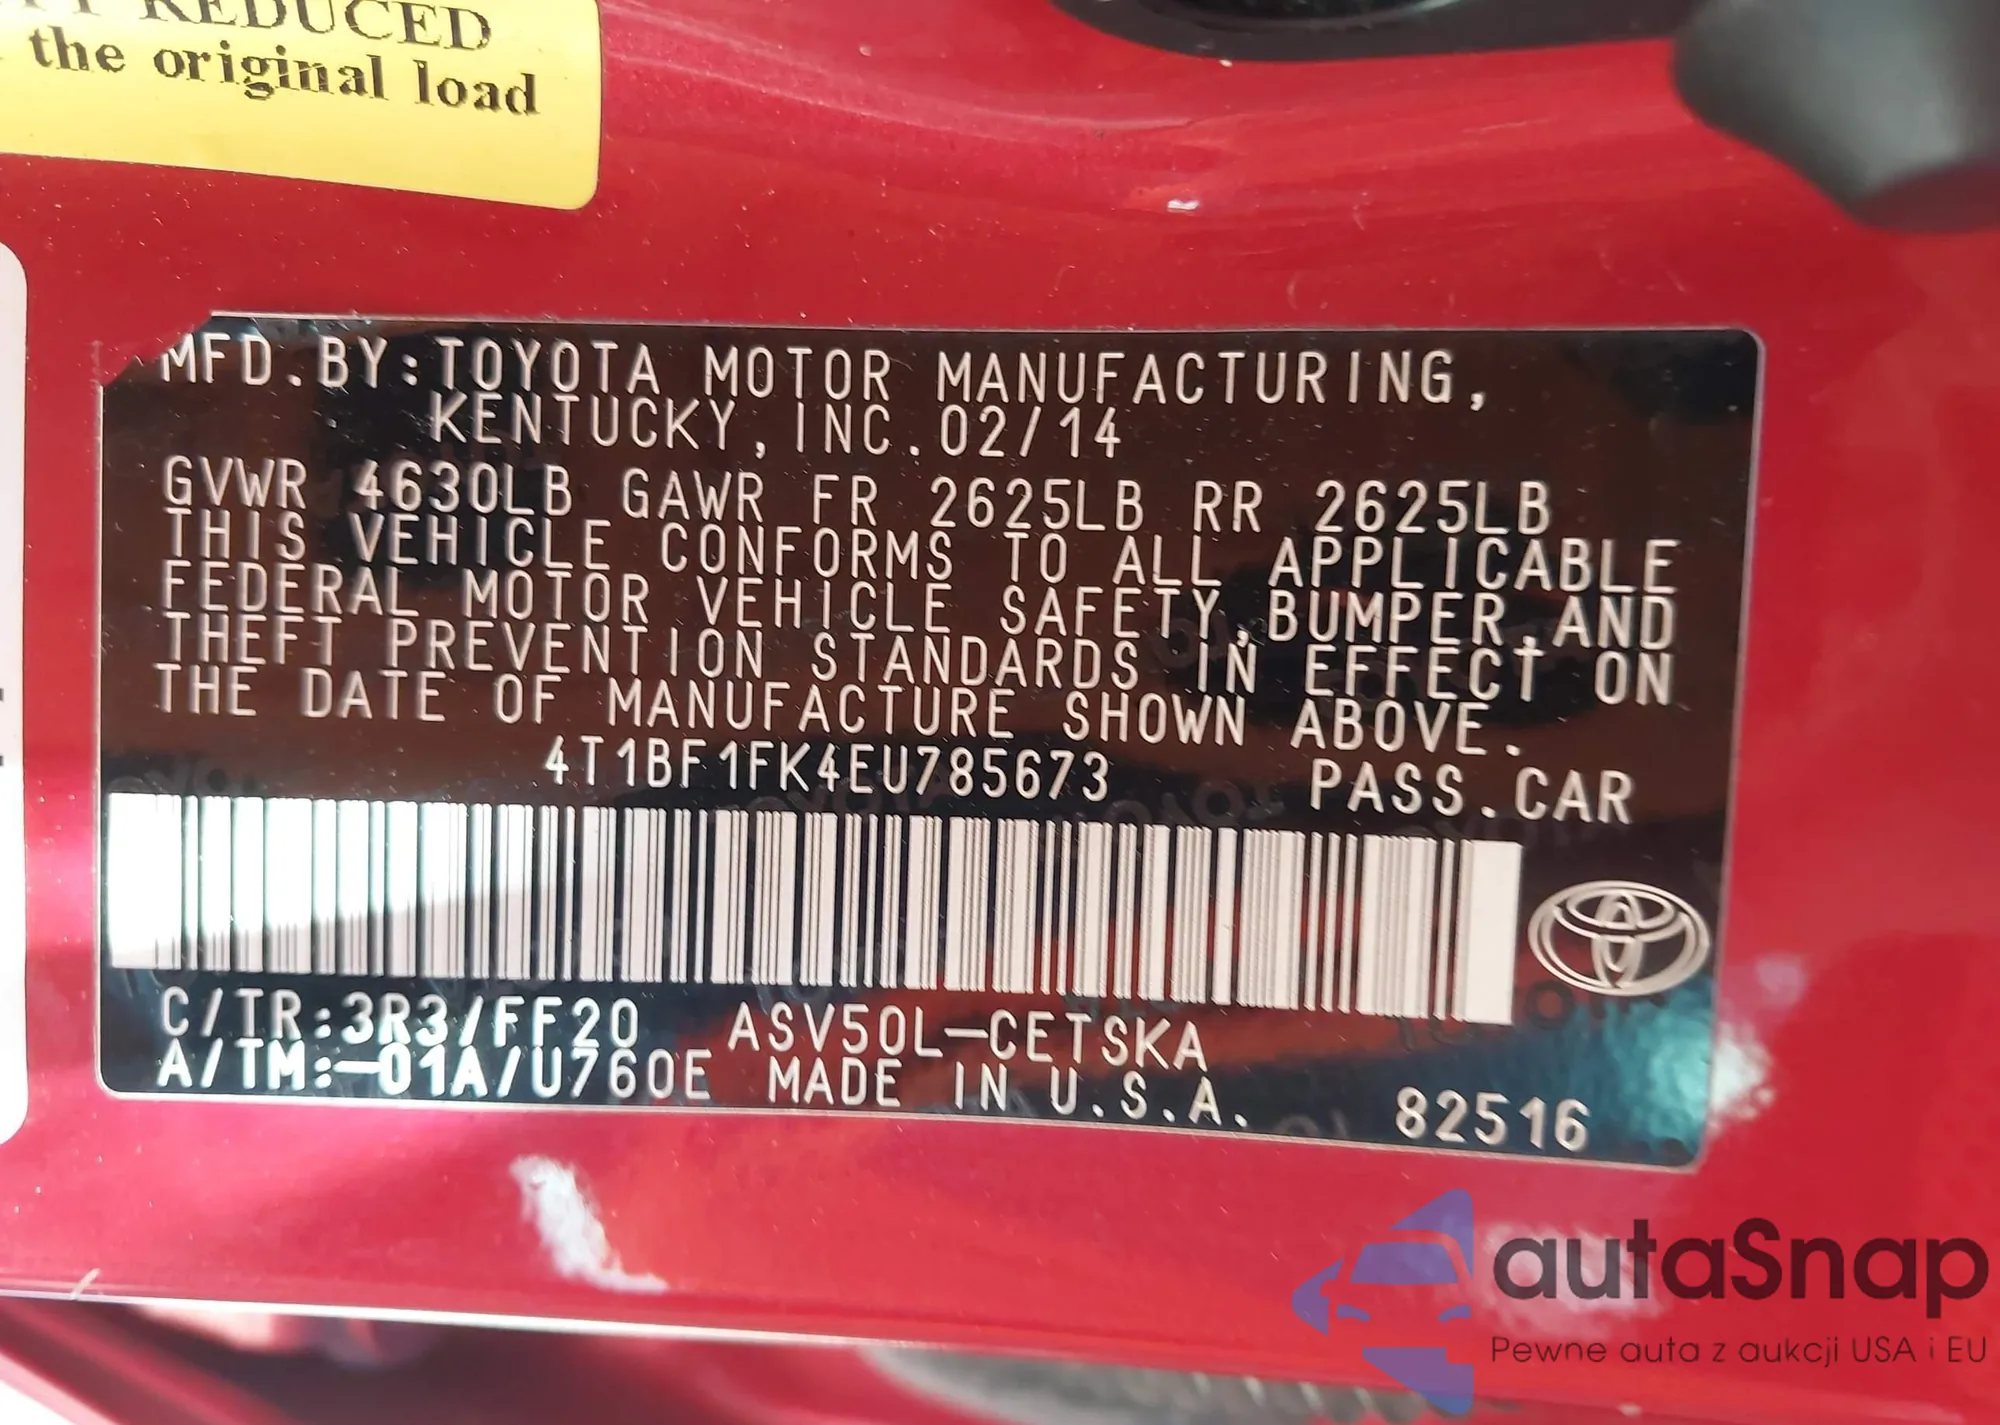 REDUCED
the original load
MFD.BY:TOYOTA MOTOR MANUFACTURING,
KENTUCKY,INC.02/14
GVWR 4630LB GAWR FR 2625LB RR 2625LB
THIS VEHICLE CONFORMS TO ALL APPLICABLE
FEDERAL MOTOR VEHICLE SAFETY,BUMPER,AND
THEFT PREVENTION STANDARDS IN EFFECT ON
THE DATE OF MANUFACTURE SHOWN ABOVE.
4T1BF1FK4EU785673 PASS.CAR
C/TR:3R3/FF20 ASV50L-CETSKA
A/TM:-01A/U760E MADE IN U.S.A. 82516
autaSnap
Pewne auta z aukcji USA i EU